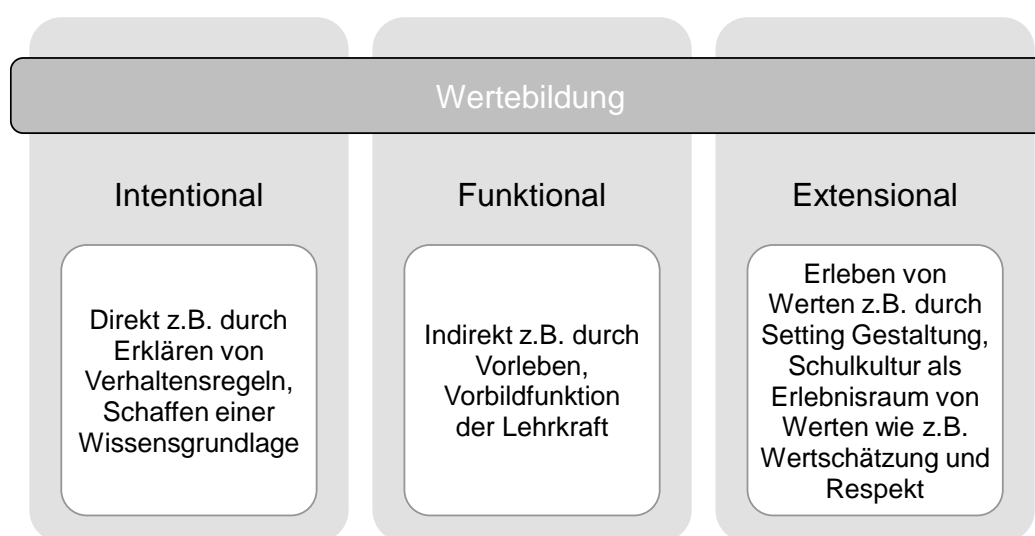 Wertebildung
Intentional
Direkt z.B. durch
Erklären von
Verhaltensregeln,
Schaffen einer
Wissensgrundlage
Funktional
Indirekt z.B. durch
Vorleben,
Vorbildfunktion
der Lehrkraft
Extensional
Erleben von
Werten z.B. durch
Setting Gestaltung,
Schulkultur als
Erlebnisraum von
Werten wie z.B.
Wertschätzung und
Respekt